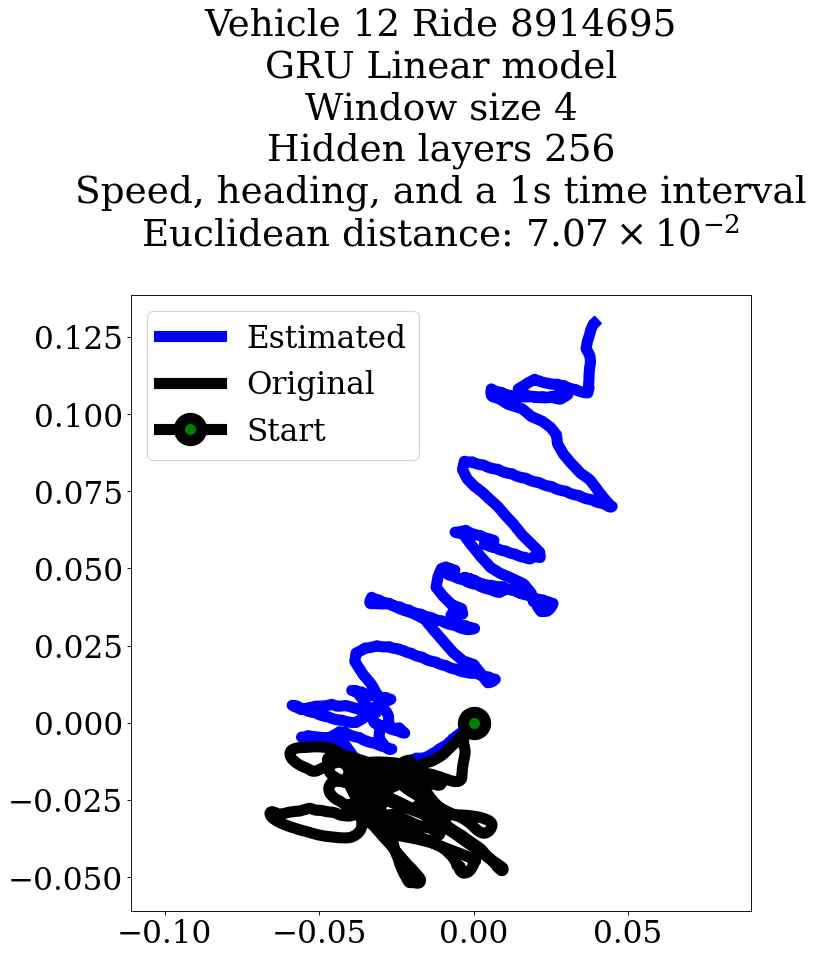 Vehicle 12 Ride 8914695
GRU Linear model
Window size 4
Hidden layers 256
Speed, heading, and a 1s time interval
Euclidean distance: 7.07 × 10⁻²
Estimated
Original
Start
0.125
0.100
0.075
0.050
0.025
0.000
−0.025
−0.050
−0.10 −0.05 0.00 0.05